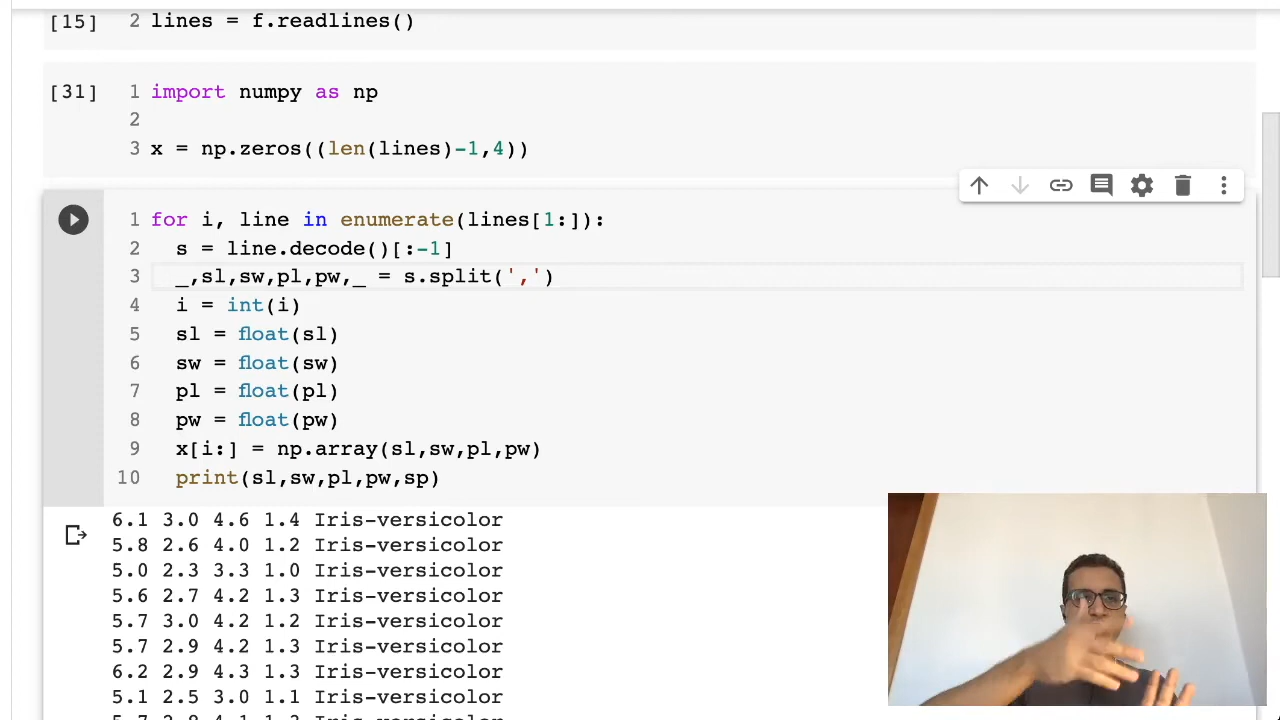 [15] 2 lines = f.readlines()
[31] 1 import numpy as np
2
3 x = np.zeros((len(lines)-1,4))
1 for i, line in enumerate(lines[1:]):
2 s = line.decode()[:-1]
3 _,sl,sw,pl,pw,_ = s.split(',')
4 i = int(i)
5 sl = float(sl)
6 sw = float(sw)
7 pl = float(pl)
8 pw = float(pw)
9 x[i:] = np.array(sl,sw,pl,pw)
10 print(sl,sw,pl,pw,sp)
6.1 3.0 4.6 1.4 Iris-versicolor
5.8 2.6 4.0 1.2 Iris-versicolor
5.0 2.3 3.3 1.0 Iris-versicolor
5.6 2.7 4.2 1.3 Iris-versicolor
5.7 3.0 4.2 1.2 Iris-versicolor
5.7 2.9 4.2 1.3 Iris-versicolor
6.2 2.9 4.3 1.3 Iris-versicolor
5.1 2.5 3.0 1.1 Iris-versicolor